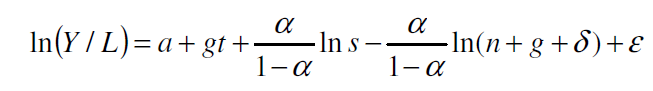 ln(Y / L) = a + gt + α/(1−α) ln s − α/(1−α) ln(n + g + δ) + ε